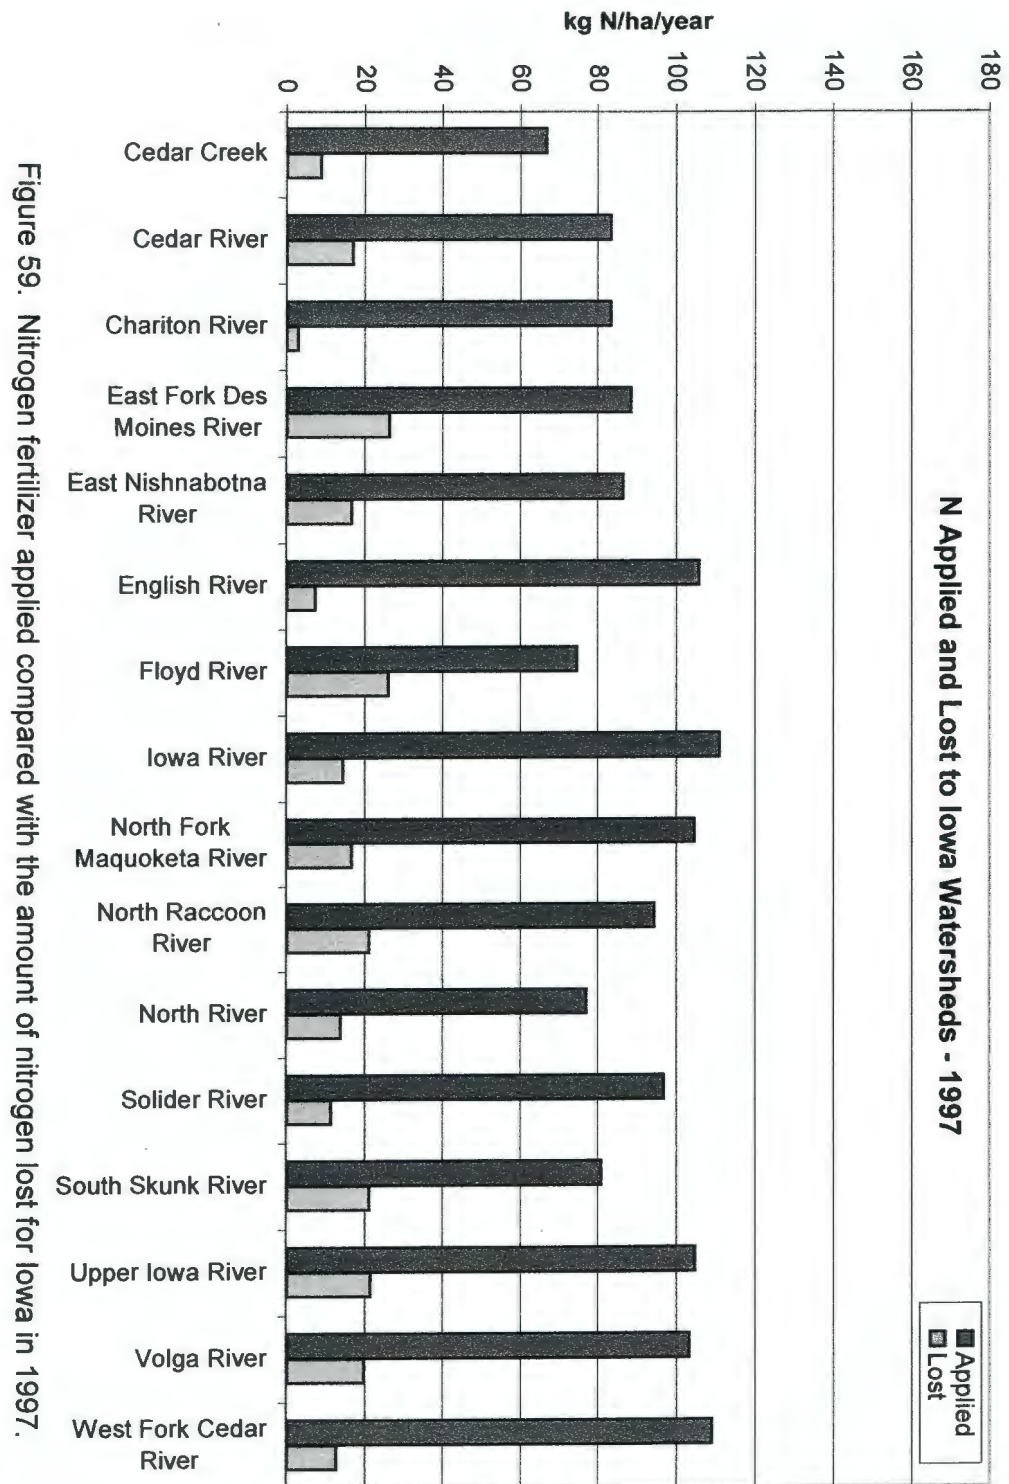 N Applied and Lost to Iowa Watersheds - 1997
Applied
Lost
kg N/ha/year
180
160
140
120
100
80
60
40
20
0
Cedar Creek
Cedar River
Chariton River
East Fork Des
Moines River
East Nishnabotna
River
English River
Floyd River
Iowa River
North Fork
Maquoketa River
North Raccoon
River
North River
Solider River
South Skunk River
Upper Iowa River
Volga River
West Fork Cedar
River
Figure 59. Nitrogen fertilizer applied compared with the amount of nitrogen lost for Iowa in 1997.